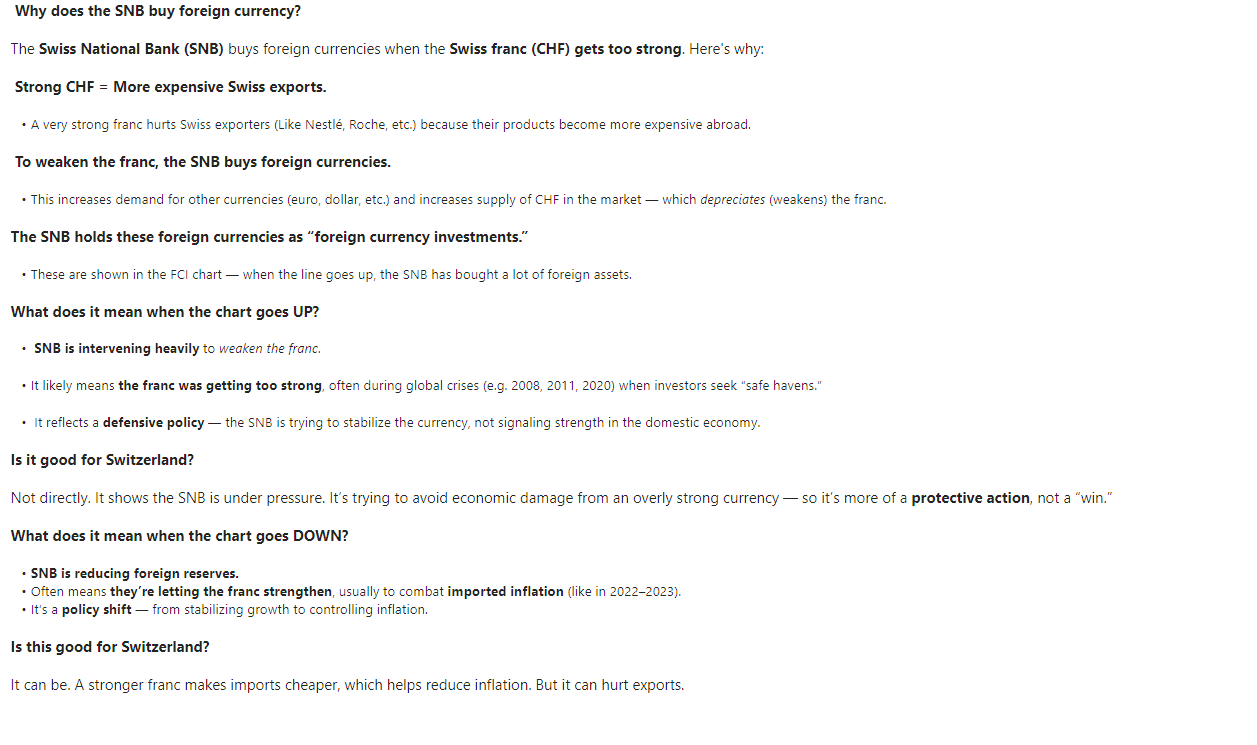 Why does the SNB buy foreign currency?
The Swiss National Bank (SNB) buys foreign currencies when the Swiss franc (CHF) gets too strong. Here's why:
Strong CHF = More expensive Swiss exports.
• A very strong franc hurts Swiss exporters (Like Nestlé, Roche, etc.) because their products become more expensive abroad.
To weaken the franc, the SNB buys foreign currencies.
• This increases demand for other currencies (euro, dollar, etc.) and increases supply of CHF in the market — which depreciates (weakens) the franc.
The SNB holds these foreign currencies as “foreign currency investments.”
• These are shown in the FCI chart — when the line goes up, the SNB has bought a lot of foreign assets.
What does it mean when the chart goes UP?
• SNB is intervening heavily to weaken the franc.
• It likely means the franc was getting too strong, often during global crises (e.g. 2008, 2011, 2020) when investors seek “safe havens.”
• It reflects a defensive policy — the SNB is trying to stabilize the currency, not signaling strength in the domestic economy.
Is it good for Switzerland?
Not directly. It shows the SNB is under pressure. It’s trying to avoid economic damage from an overly strong currency — so it’s more of a protective action, not a “win.”
What does it mean when the chart goes DOWN?
• SNB is reducing foreign reserves.
• Often means they’re letting the franc strengthen, usually to combat imported inflation (like in 2022–2023).
• It’s a policy shift — from stabilizing growth to controlling inflation.
Is this good for Switzerland?
It can be. A stronger franc makes imports cheaper, which helps reduce inflation. But it can hurt exports.